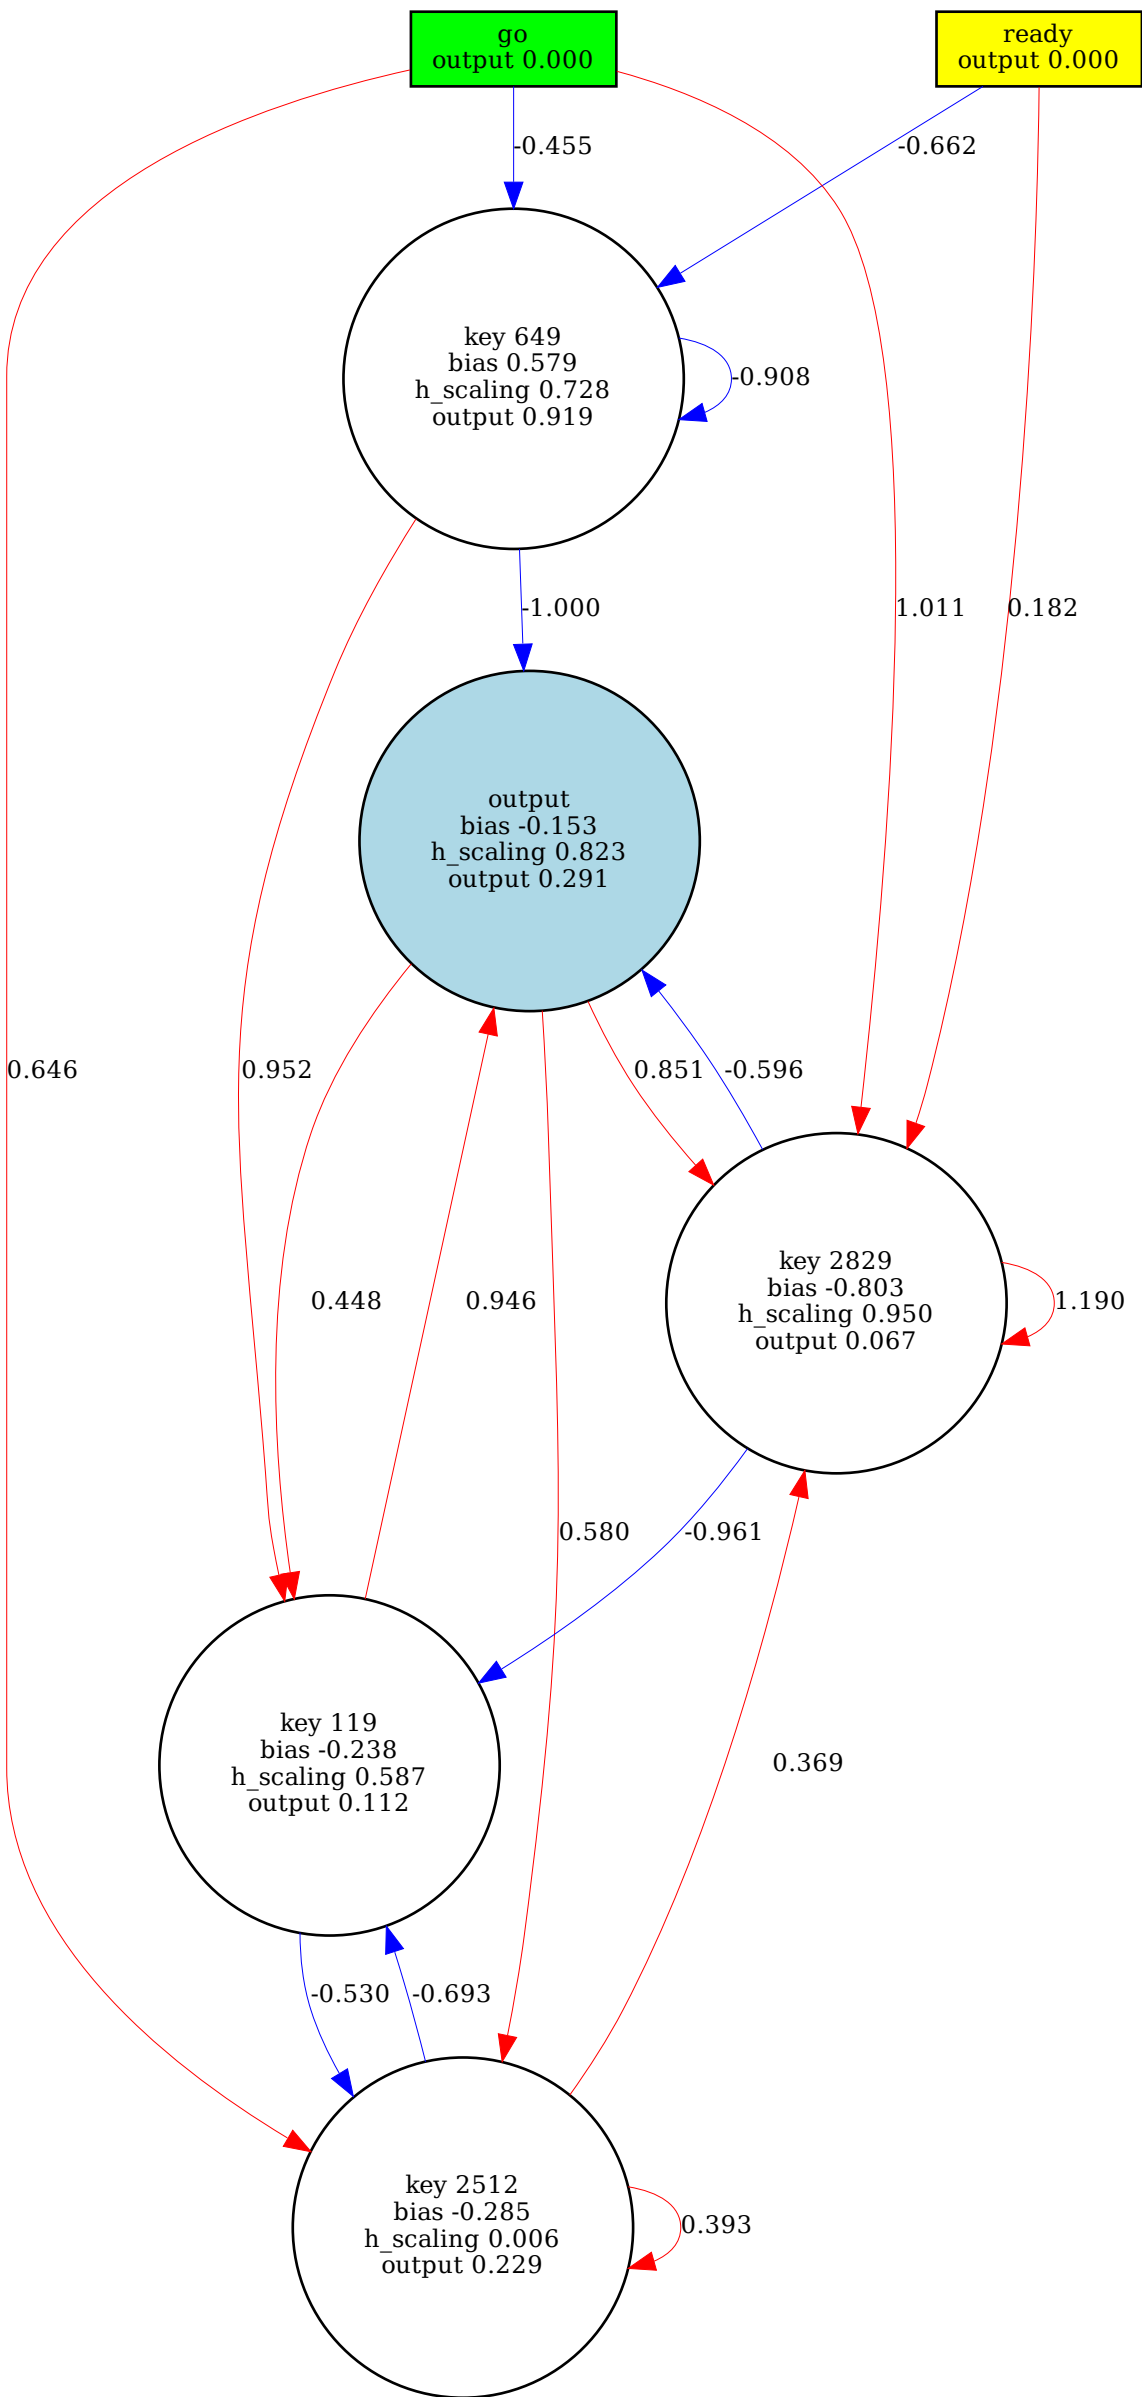 go
output 0.000
ready
output 0.000
-0.455
-0.662
key 649
bias 0.579
h_scaling 0.728
output 0.919
-0.908
-1.000
1.011
0.182
output
bias -0.153
h_scaling 0.823
output 0.291
0.646
0.952
0.851
-0.596
key 2829
bias -0.803
h_scaling 0.950
output 0.067
0.448
0.946
1.190
0.580
-0.961
key 119
bias -0.238
h_scaling 0.587
output 0.112
0.369
-0.530
-0.693
key 2512
bias -0.285
h_scaling 0.006
output 0.229
0.393